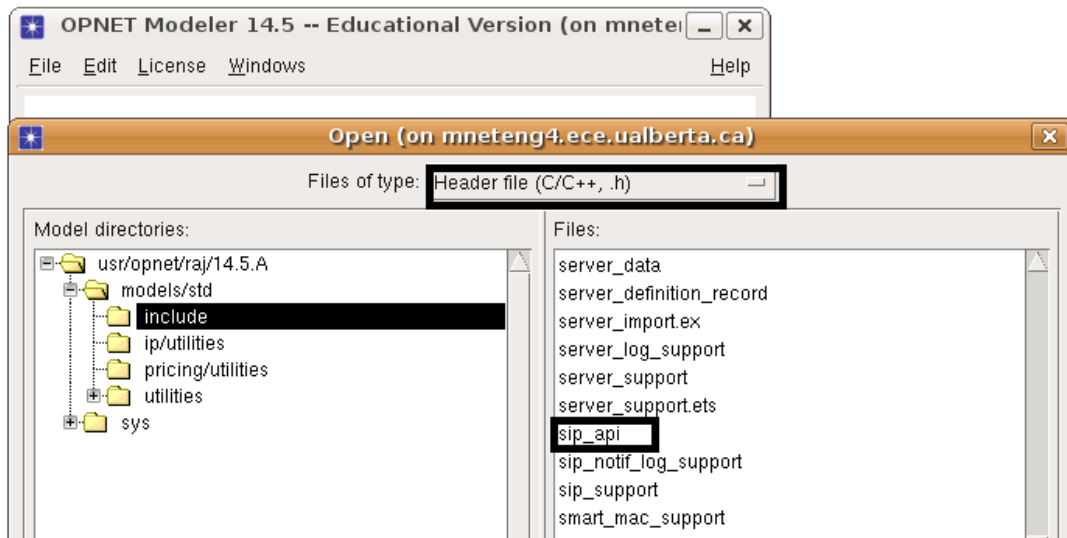 OPNET Modeler 14.5 -- Educational Version (on mnete
File Edit License Windows Help
Open (on mneteng4.ece.ualberta.ca)
Files of type: Header file (C/C++, .h)
Model directories:
usr/opnet/raj/14.5.A
models/std
include
ip/utilities
pricing/utilities
utilities
sys
Files:
server_data
server_definition_record
server_import.ex
server_log_support
server_support
server_support.ets
sip_api
sip_notif_log_support
sip_support
smart_mac_support